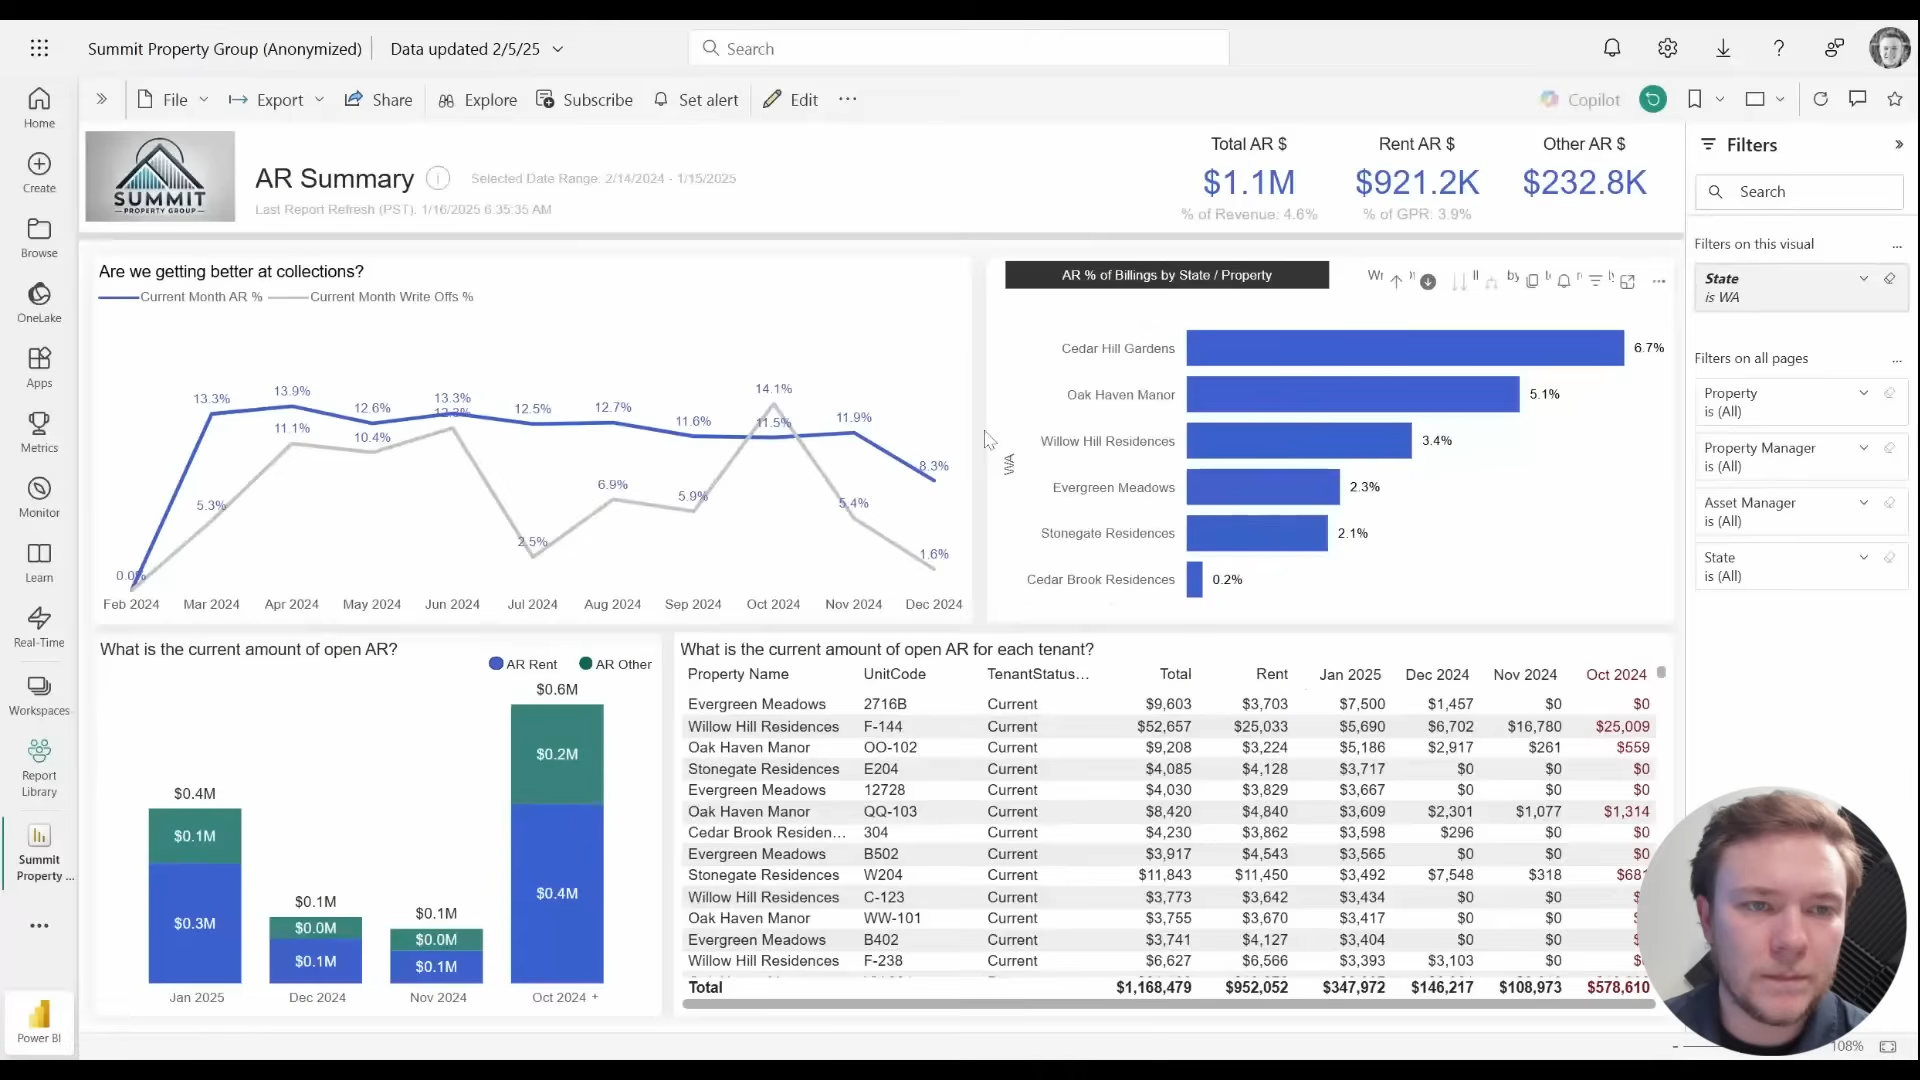 Summit Property Group (Anonymized)
Data updated 2/5/25
Search
File
Export
Share
Explore
Subscribe
Set alert
Edit
Copilot
Home
Create
Browse
OneLake
Apps
Metrics
Monitor
Learn
Real-Time
Workspaces
Report
Library
Summit
Property ...
Power BI
SUMMIT
PROPERTY GROUP
AR Summary
Selected Date Range: 2/14/2024 - 1/15/2025
Last Report Refresh (PST). 1/16/2025 6:35:35 AM
Total AR $ Rent AR $ Other AR $
$1.1M $921.2K $232.8K
% of Revenue: 4.6% % of GPR: 3.9%
Are we getting better at collections?
Current Month AR % Current Month Write Offs %
14.1%
13.3% 13.9% 12.6% 13.3% 12.5% 12.7% 11.6% 11.5% 11.9% 8.3%
0.0% 5.3% 11.1% 10.4% 2.5% 6.9% 5.9% 5.4% 1.6%
Feb 2024 Mar 2024 Apr 2024 May 2024 Jun 2024 Jul 2024 Aug 2024 Sep 2024 Oct 2024 Nov 2024 Dec 2024
AR % of Billings by State / Property
WA
Cedar Hill Gardens 6.7%
Oak Haven Manor 5.1%
Willow Hill Residences 3.4%
Evergreen Meadows 2.3%
Stonegate Residences 2.1%
Cedar Brook Residences 0.2%
What is the current amount of open AR?
AR Rent AR Other
$0.6M
$0.2M
$0.4M
$0.4M
$0.1M
$0.3M
$0.1M
$0.0M
$0.1M
$0.1M
$0.0M
$0.1M
Jan 2025 Dec 2024 Nov 2024 Oct 2024 +
What is the current amount of open AR for each tenant?
Property Name UnitCode TenantStatus... Total Rent Jan 2025 Dec 2024 Nov 2024 Oct 2024
Evergreen Meadows 2716B Current $9,603 $3,703 $7,500 $1,457 $0 $0
Willow Hill Residences F-144 Current $52,657 $25,033 $5,690 $6,702 $16,780 $25,009
Oak Haven Manor OO-102 Current $9,208 $3,224 $5,186 $2,917 $261 $559
Stonegate Residences E204 Current $4,085 $4,128 $3,717 $0 $0 $0
Evergreen Meadows 12728 Current $4,030 $3,829 $3,667 $0 $0 $0
Oak Haven Manor QQ-103 Current $8,420 $4,840 $3,609 $2,301 $1,077 $1,314
Cedar Brook Residen... 304 Current $4,230 $3,862 $3,598 $296 $0 $0
Evergreen Meadows B502 Current $3,917 $4,543 $3,565 $0 $0 $0
Stonegate Residences W204 Current $11,843 $11,450 $3,492 $7,548 $318
Willow Hill Residences C-123 Current $3,773 $3,642 $3,434 $0 $0
Oak Haven Manor WW-101 Current $3,755 $3,670 $3,417 $0 $0
Evergreen Meadows B402 Current $3,741 $4,127 $3,404 $0 $0
Willow Hill Residences F-238 Current $6,627 $6,566 $3,393 $3,103 $0
Total $1,168,479 $952,052 $347,972 $146,217 $108,973 $578,610
Filters
Search
Filters on this visual
State
is WA
Filters on all pages
Property
is (All)
Property Manager
is (All)
Asset Manager
is (All)
State
is (All)
108%